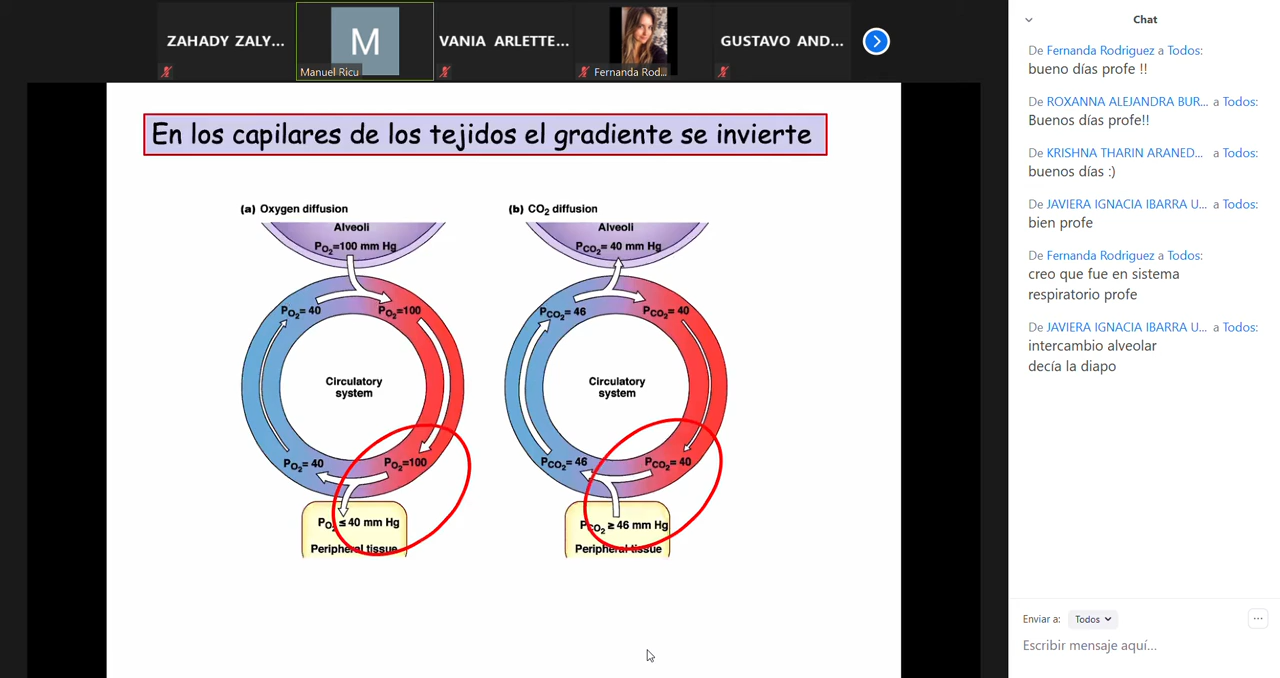 ZAHADY ZALY...
M
Manuel Ricu
VANIA ARLETTE...
Fernanda Rod...
GUSTAVO AND...
En los capilares de los tejidos el gradiente se invierte
(a) Oxygen diffusion
Alveoli
PO₂=100 mm Hg
PO₂= 40
PO₂=100
Circulatory
system
PO₂= 40
PO₂=100
PO₂ ≤ 40 mm Hg
Peripheral tissue
(b) CO₂ diffusion
Alveoli
PCO₂= 40 mm Hg
PCO₂= 46
PCO₂= 40
Circulatory
system
PCO₂= 46
PCO₂= 40
PCO₂ ≥ 46 mm Hg
Peripheral tissue
Chat
De Fernanda Rodriguez a Todos:
bueno días profe !!
De ROXANNA ALEJANDRA BUR... a Todos:
Buenos días profe!!
De KRISHNA THARIN ARANED... a Todos:
buenos días :)
De JAVIERA IGNACIA IBARRA U... a Todos:
bien profe
De Fernanda Rodriguez a Todos:
creo que fue en sistema
respiratorio profe
De JAVIERA IGNACIA IBARRA U... a Todos:
intercambio alveolar
decía la diapo
Enviar a: Todos
Escribir mensaje aquí...